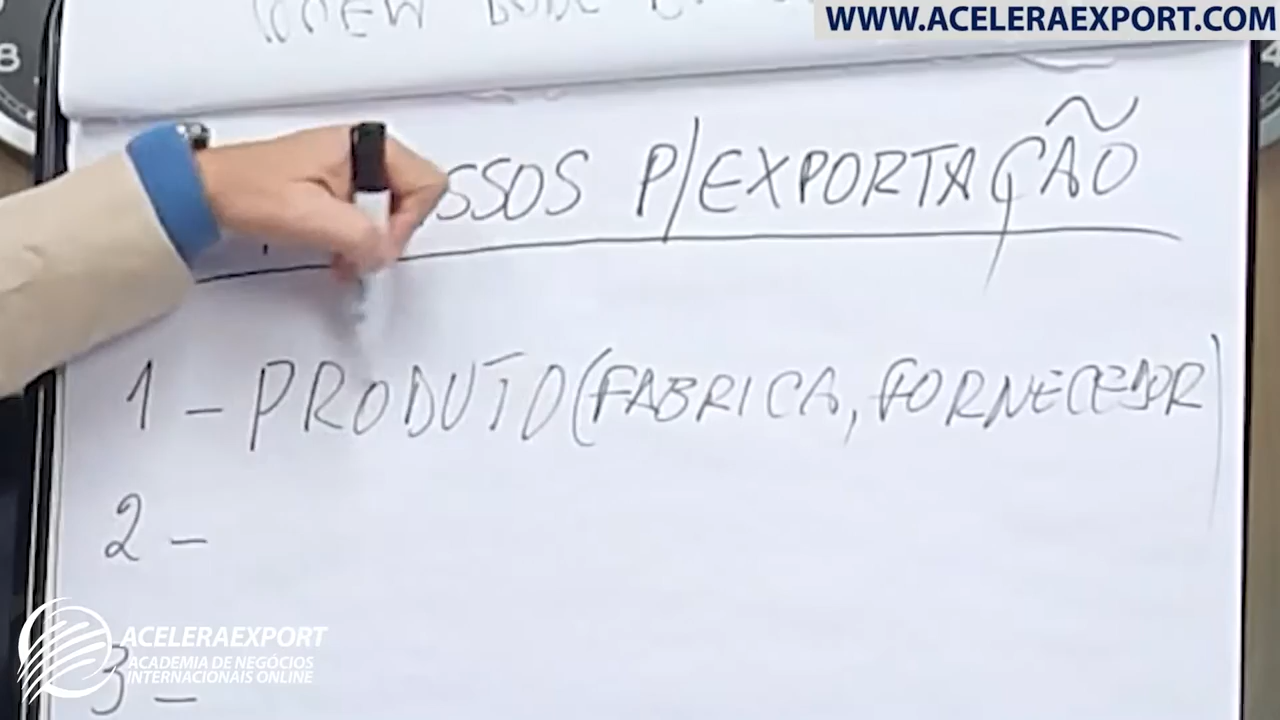 WWW.ACELERAEXPORT.COM
SSOS P/EXPORTAÇÃO
1 - PRODUTO (FABRICA, FORNECEDOR)
2 -
3 -
ACELERAEXPORT
ACADEMIA DE NEGÓCIOS
INTERNACIONAIS ONLINE